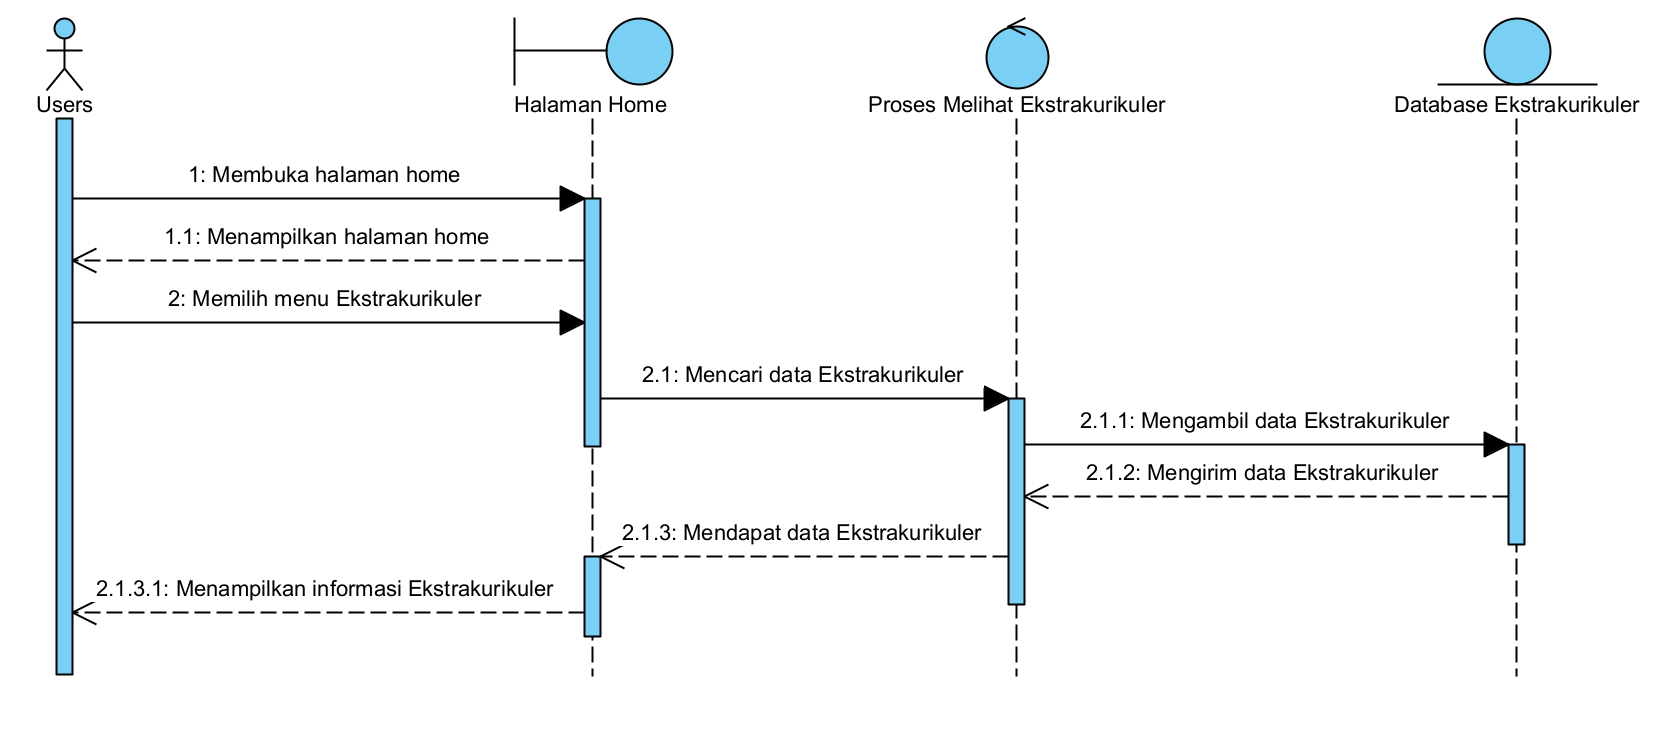 Users
Halaman Home
Proses Melihat Ekstrakurikuler
Database Ekstrakurikuler
1: Membuka halaman home
1.1: Menampilkan halaman home
2: Memilih menu Ekstrakurikuler
2.1: Mencari data Ekstrakurikuler
2.1.1: Mengambil data Ekstrakurikuler
2.1.2: Mengirim data Ekstrakurikuler
2.1.3: Mendapat data Ekstrakurikuler
2.1.3.1: Menampilkan informasi Ekstrakurikuler